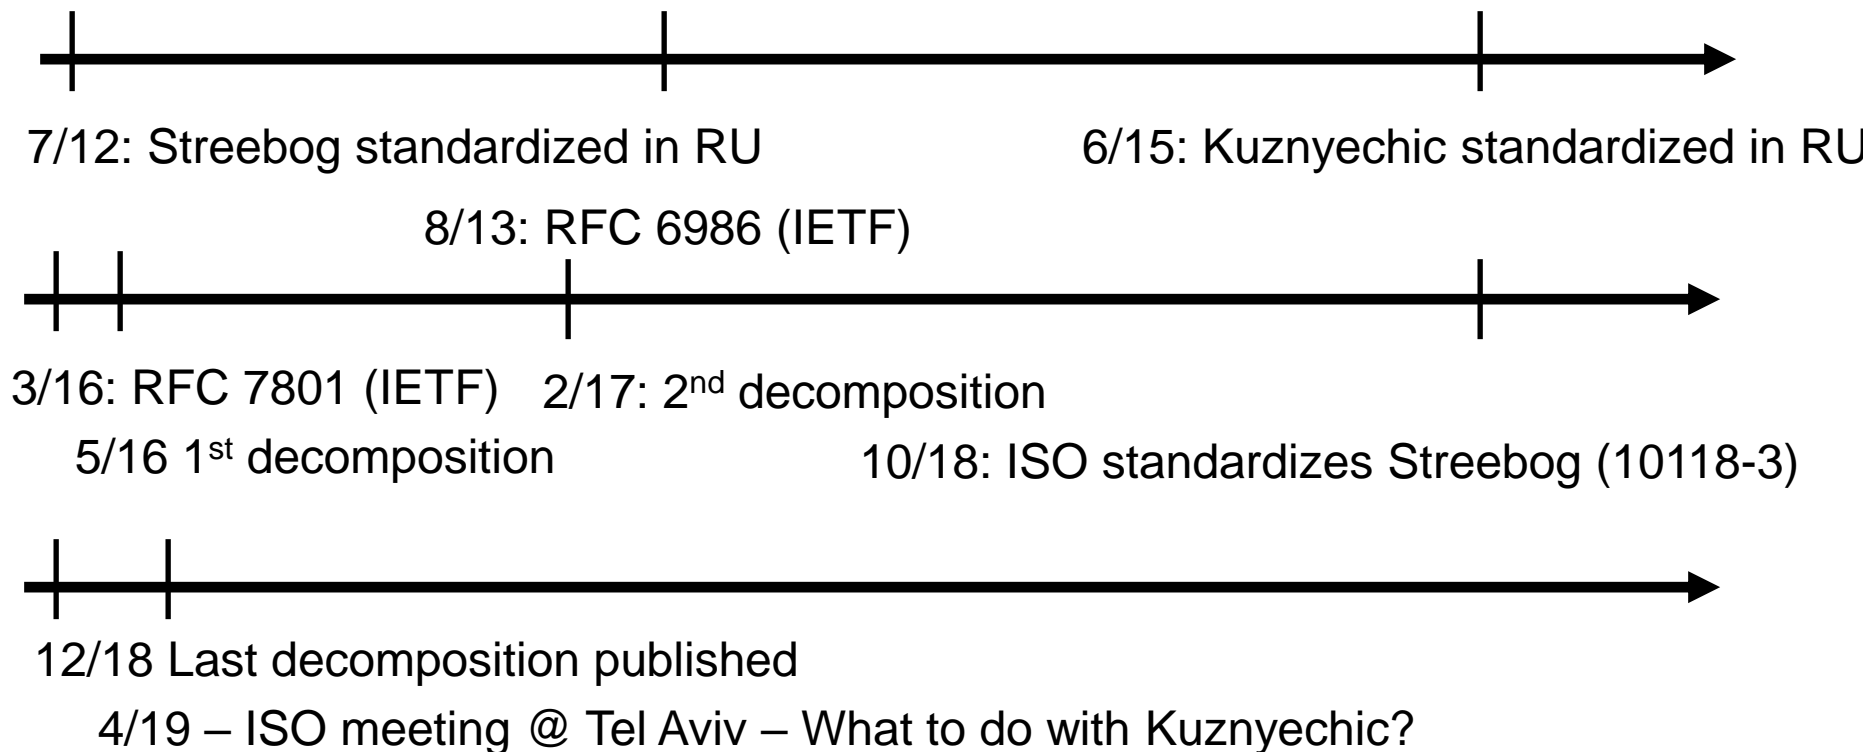 7/12: Streebog standardized in RU
6/15: Kuznyechic standardized in RU
8/13: RFC 6986 (IETF)
3/16: RFC 7801 (IETF)
2/17: 2nd decomposition
5/16 1st decomposition
10/18: ISO standardizes Streebog (10118-3)
12/18 Last decomposition published
4/19 – ISO meeting @ Tel Aviv – What to do with Kuznyechic?